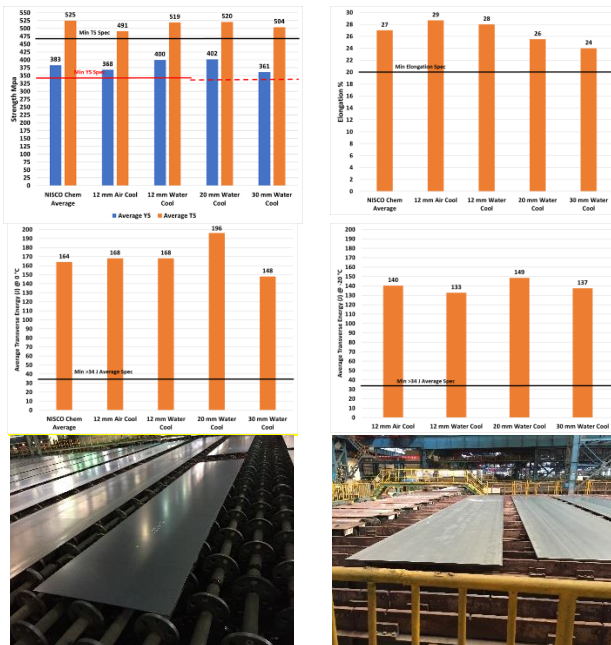 550
525
500
475
450
425
400
375
350
325
300
275
250
225
200
175
150
125
100
75
50
25
0
Strength Mpa
Min TS Spec
Min YS Spec
383
525
368
491
400
519
402
520
361
504
NISCO Chem
Average
12 mm Air Cool
12 mm Water
Cool
20 mm Water
Cool
30 mm Water
Cool
Average YS
Average TS
30
28
26
24
22
20
18
16
14
12
10
8
6
4
2
0
Elongation %
Min Elongation Spec
27
29
28
26
24
NISCO Chem
Average
12 mm Air Cool
12 mm Water
Cool
20 mm Water
Cool
30 mm Water
Cool
200
190
180
170
160
150
140
130
120
110
100
90
80
70
60
50
40
30
20
10
0
Average Transverse Energy (J) @ 0 °C
Min >34 J Average Spec
164
168
168
196
148
NISCO Chem
Average
12 mm Air Cool
12 mm Water
Cool
20 mm Water
Cool
30 mm Water
Cool
200
190
180
170
160
150
140
130
120
110
100
90
80
70
60
50
40
30
20
10
0
Average Transverse Energy (J) @ -20 °C
Min >34 J Average Spec
140
133
149
137
12 mm Air Cool
12 mm Water Cool
20 mm Water Cool
30 mm Water Cool